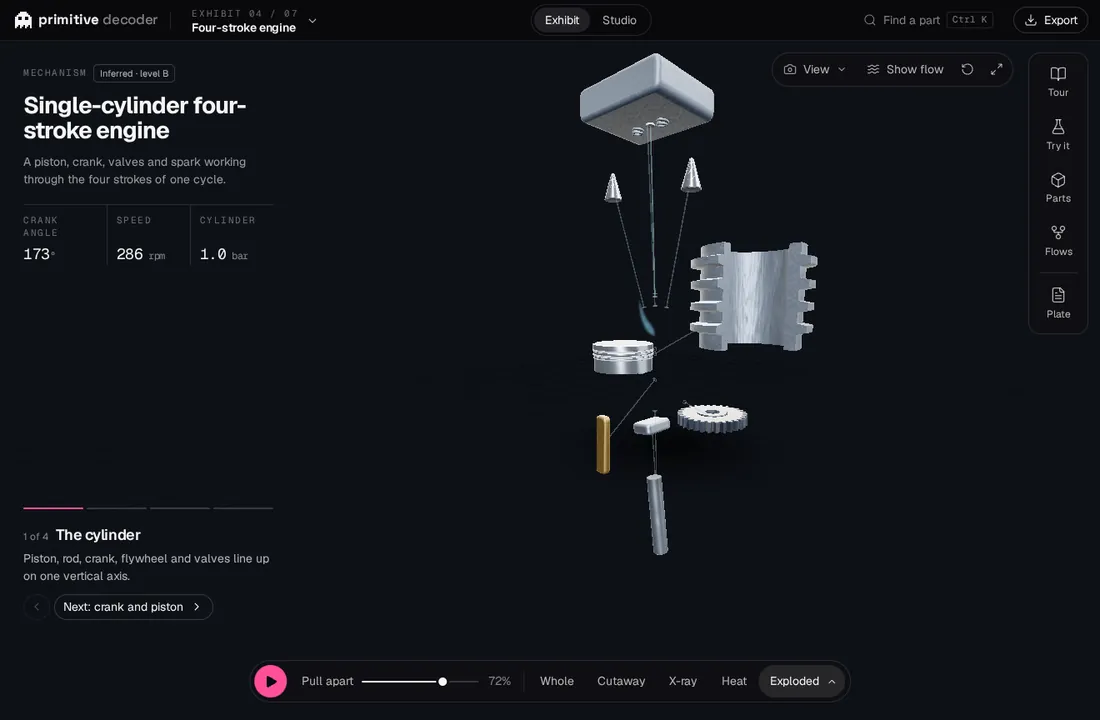 primitive decoder
EXHIBIT 04 / 07
Four-stroke engine
Exhibit
Studio
Find a part
Ctrl K
Export
MECHANISM
Inferred · level B
Single-cylinder four-
stroke engine
A piston, crank, valves and spark working
through the four strokes of one cycle.
CRANK
ANGLE
173°
SPEED
286 rpm
CYLINDER
1.0 bar
View
Show flow
Tour
Try it
Parts
Flows
Plate
1 of 4 The cylinder
Piston, rod, crank, flywheel and valves line up
on one vertical axis.
Next: crank and piston
Pull apart
72%
Whole
Cutaway
X-ray
Heat
Exploded